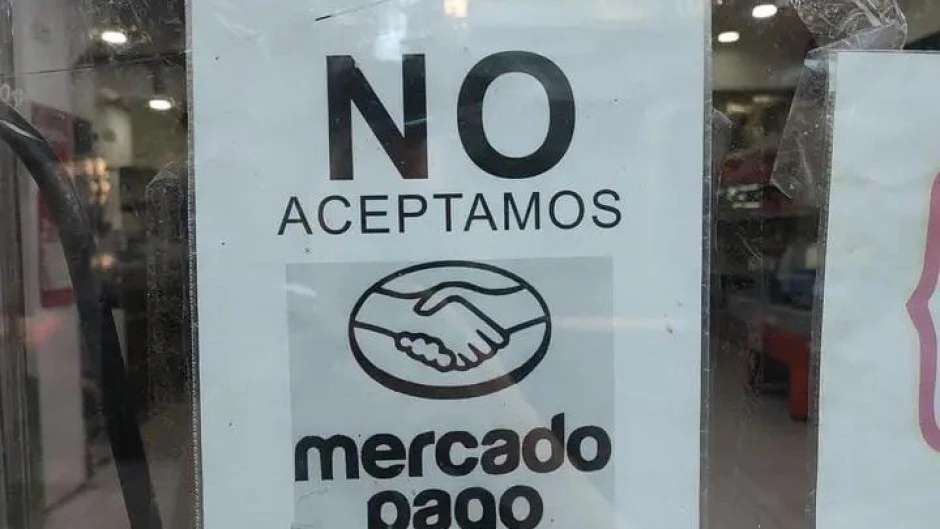 NO
ACEPTAMOS
mercado
pago